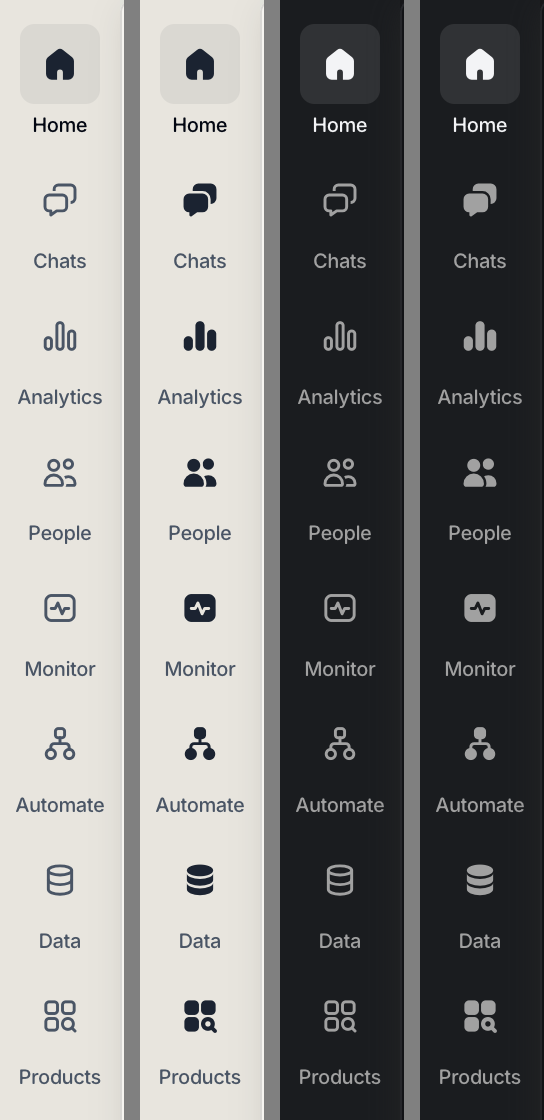 Home Home Home Home
Chats Chats Chats Chats
Analytics Analytics Analytics Analytics
People People People People
Monitor Monitor Monitor Monitor
Automate Automate Automate Automate
Data Data Data Data
Products Products Products Products